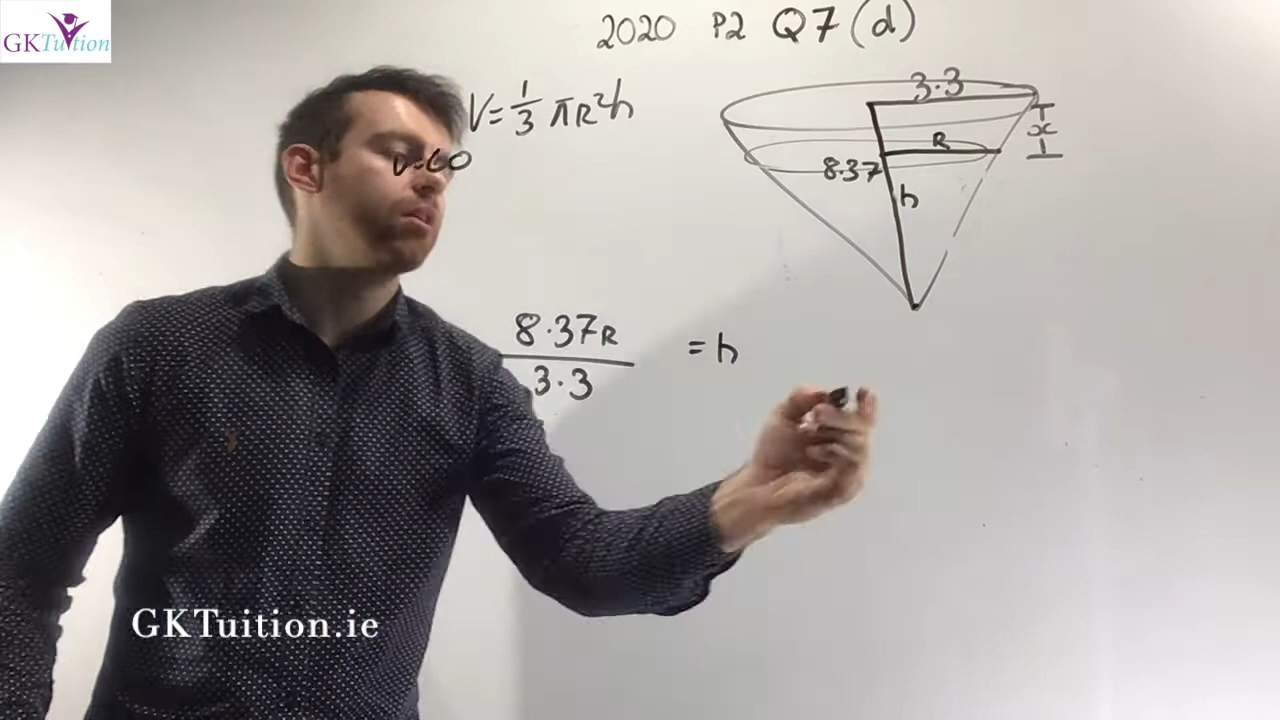 GKTuition
2020 P2 Q7(d)
V=1/3 πR²h
V=60
3.3
x
R
8.37
h
8.37R
3.3
=h
GKTuition.ie